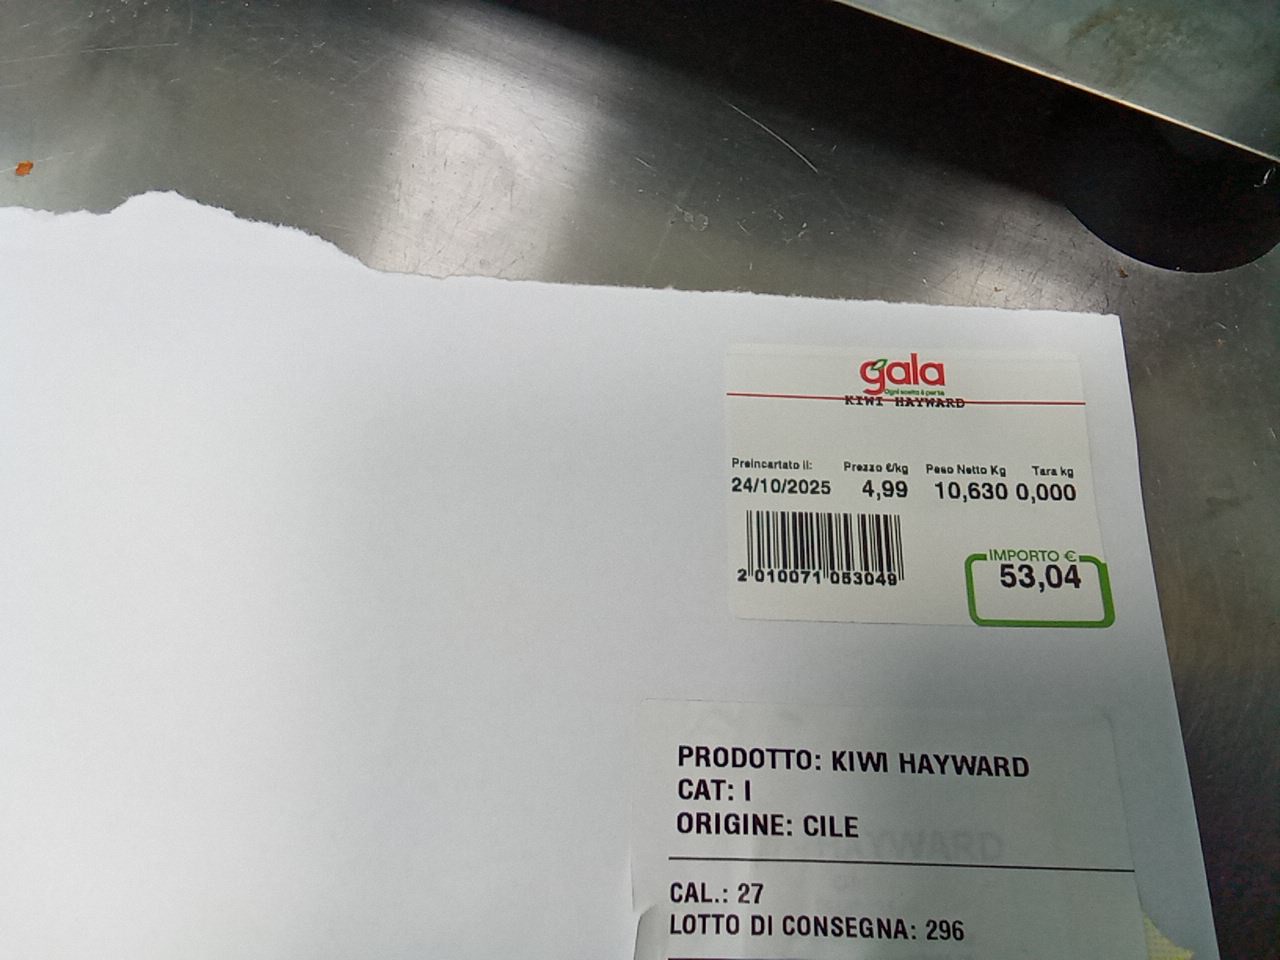 gala
Ogni scelta è per te
KIWI HAYWARD
Preincartato il: Prezzo €/kg Peso Netto Kg Tara kg
24/10/2025 4,99 10,630 0,000
2 010071 053049
IMPORTO €
53,04
PRODOTTO: KIWI HAYWARD
CAT: I
ORIGINE: CILE
CAL.: 27
LOTTO DI CONSEGNA: 296